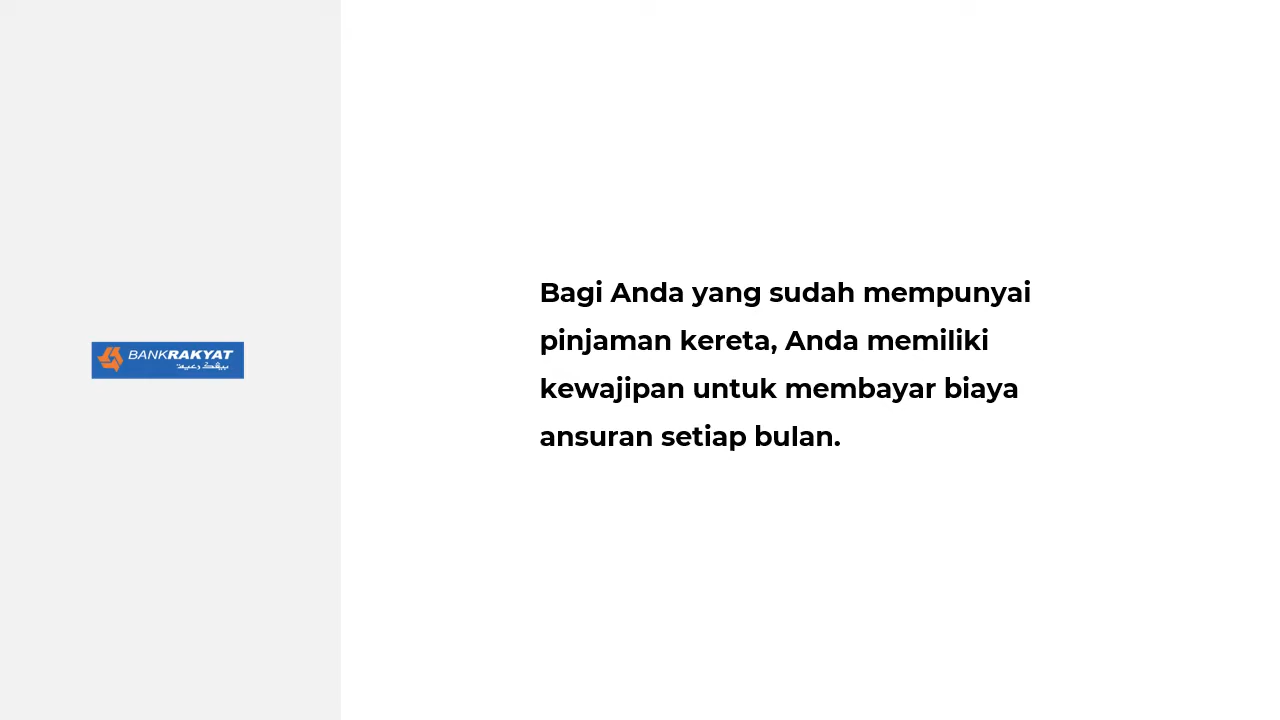 BANKRAKYAT
Bagi Anda yang sudah mempunyai
pinjaman kereta, Anda memiliki
kewajipan untuk membayar biaya
ansuran setiap bulan.